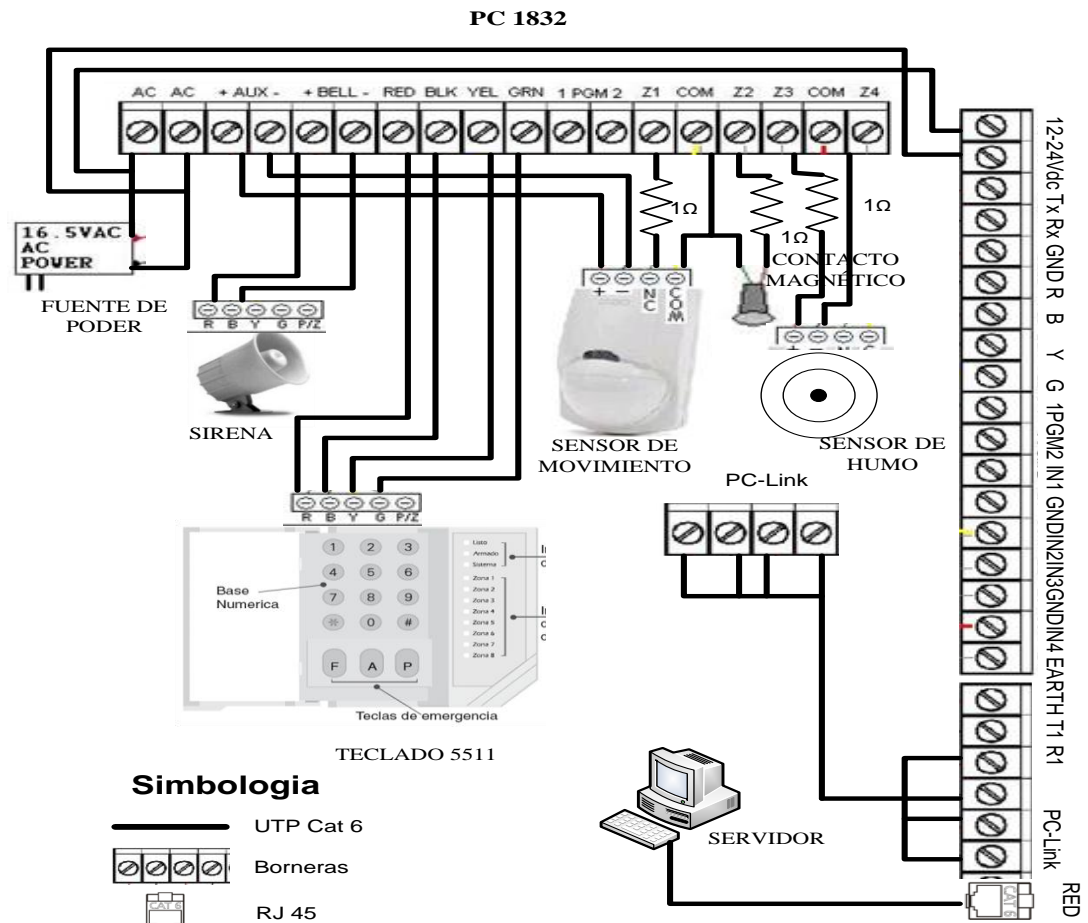 PC 1832
AC AC + AUX - + BELL - RED BLK YEL GRN 1 PGM 2 Z1 COM Z2 Z3 COM Z4
16.5VAC
AC
POWER
FUENTE DE
PODER
R B Y G P/Z
SIRENA
1Ω
1Ω
1Ω
+ - NC COM
CONTACTO
MAGNÉTICO
SENSOR DE
MOVIMIENTO
SENSOR DE
HUMO
12-24Vdc Tx Rx GND R B Y G 1PGM2 IN1 GNDIN2IN3GNDIN4 EARTH T1 R1 PC-Link RED
PC-Link
R B Y G P/Z
1 2 3
4 5 6
7 8 9
* 0 #
F A P
Base
Numerica
Listo
Armado
Sistema
Zona 1
Zona 2
Zona 3
Zona 4
Zona 5
Zona 6
Zona 7
Zona 8
Teclas de emergencia
TECLADO 5511
SERVIDOR
CAT 6
Simbologia
UTP Cat 6
Borneras
CAT 6
RJ 45